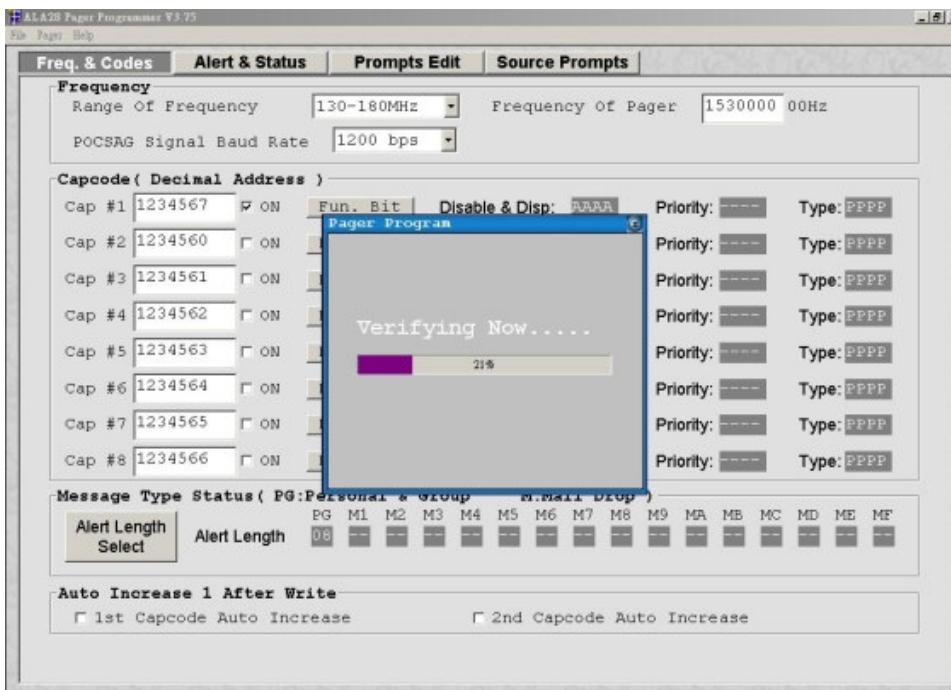 ALA28 Pager Programmer V3.75
File Pager Help
Freq. & Codes Alert & Status Prompts Edit Source Prompts
Frequency
Range Of Frequency 130-180MHz Frequency Of Pager 1530000 00Hz
POCSAG Signal Baud Rate 1200 bps
Capcode( Decimal Address )
Cap #1 1234567 ON Fun. Bit Disable & Disp: AAAA Priority: ---- Type: PPPP
Pager Program
Cap #2 1234560 ON Priority: ---- Type: PPPP
Cap #3 1234561 ON Priority: ---- Type: PPPP
Cap #4 1234562 ON Priority: ---- Type: PPPP
Verifying Now.....
Cap #5 1234563 ON Priority: ---- Type: PPPP
21%
Cap #6 1234564 ON Priority: ---- Type: PPPP
Cap #7 1234565 ON Priority: ---- Type: PPPP
Cap #8 1234566 ON Priority: ---- Type: PPPP
Message Type Status( PG:Personal & Group M:Mail Drop )
PG M1 M2 M3 M4 M5 M6 M7 M8 M9 MA MB MC MD ME MF
Alert Length Select
Alert Length 08 -- -- -- -- -- -- -- -- -- -- -- -- -- -- --
Auto Increase 1 After Write
1st Capcode Auto Increase 2nd Capcode Auto Increase